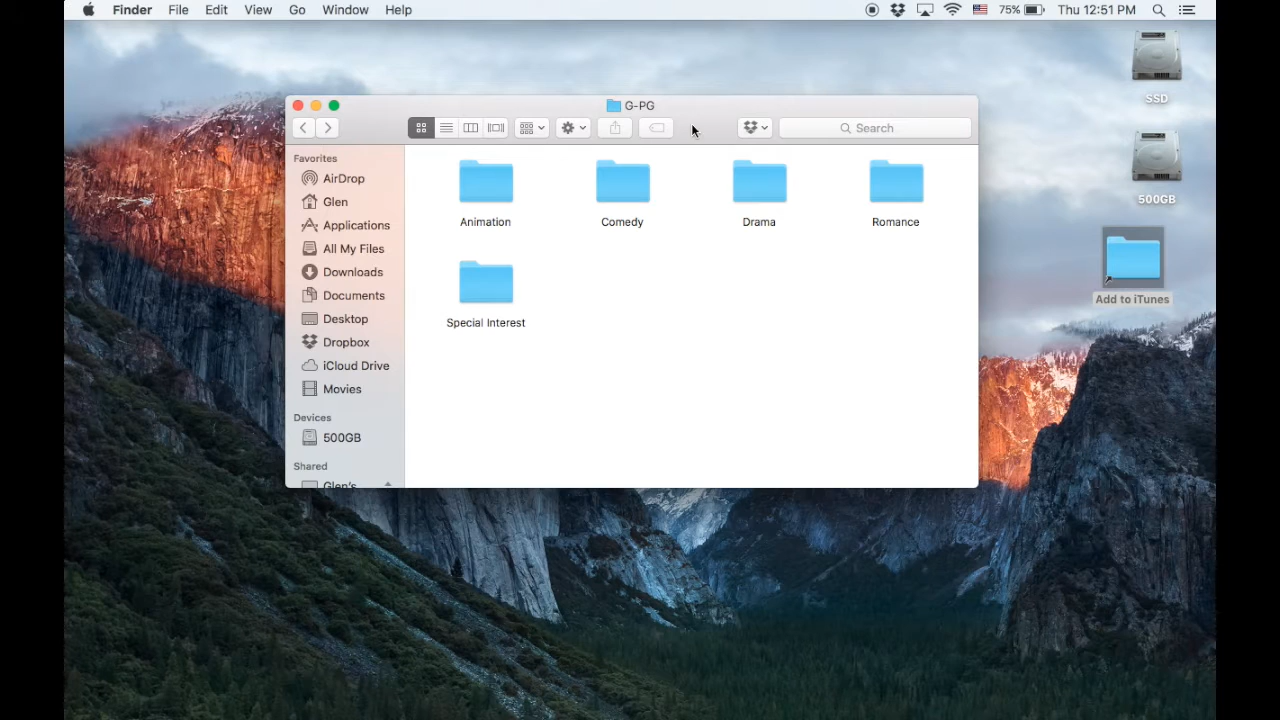 Finder File Edit View Go Window Help 75% Thu 12:51 PM
G-PG
Search
Favorites
AirDrop
Glen
Applications
All My Files
Downloads
Documents
Desktop
Dropbox
iCloud Drive
Movies
Devices
500GB
Shared
Glen's
Animation Comedy Drama Romance
Special Interest
SSD
500GB
Add to iTunes